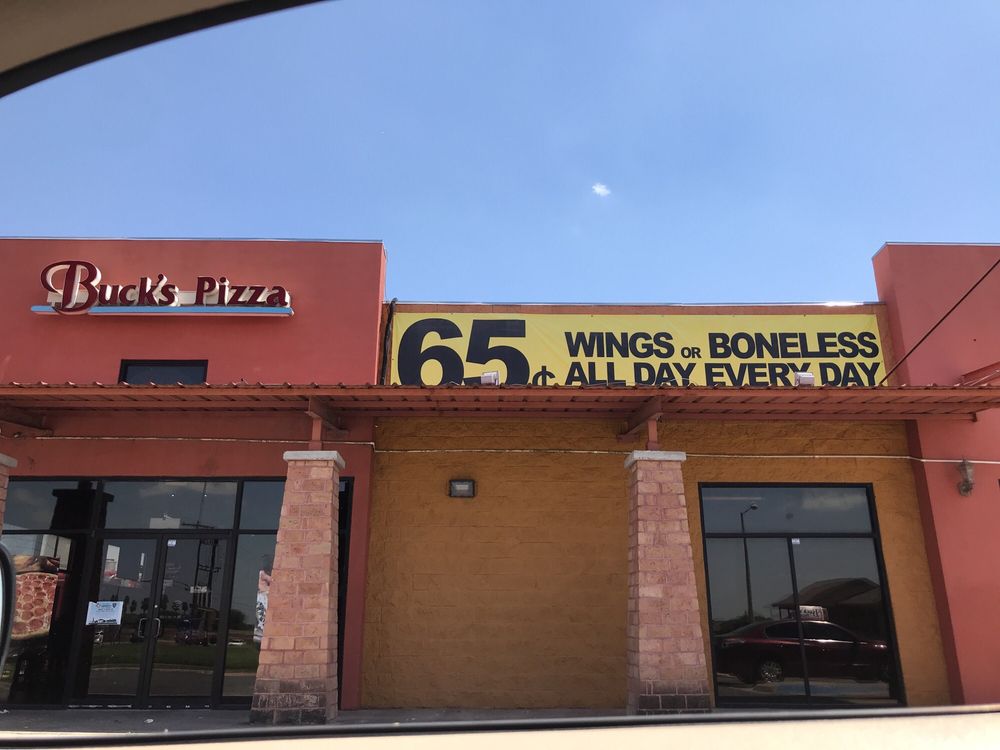 Buck's Pizza
65¢ WINGS OR BONELESS
ALL DAY EVERY DAY